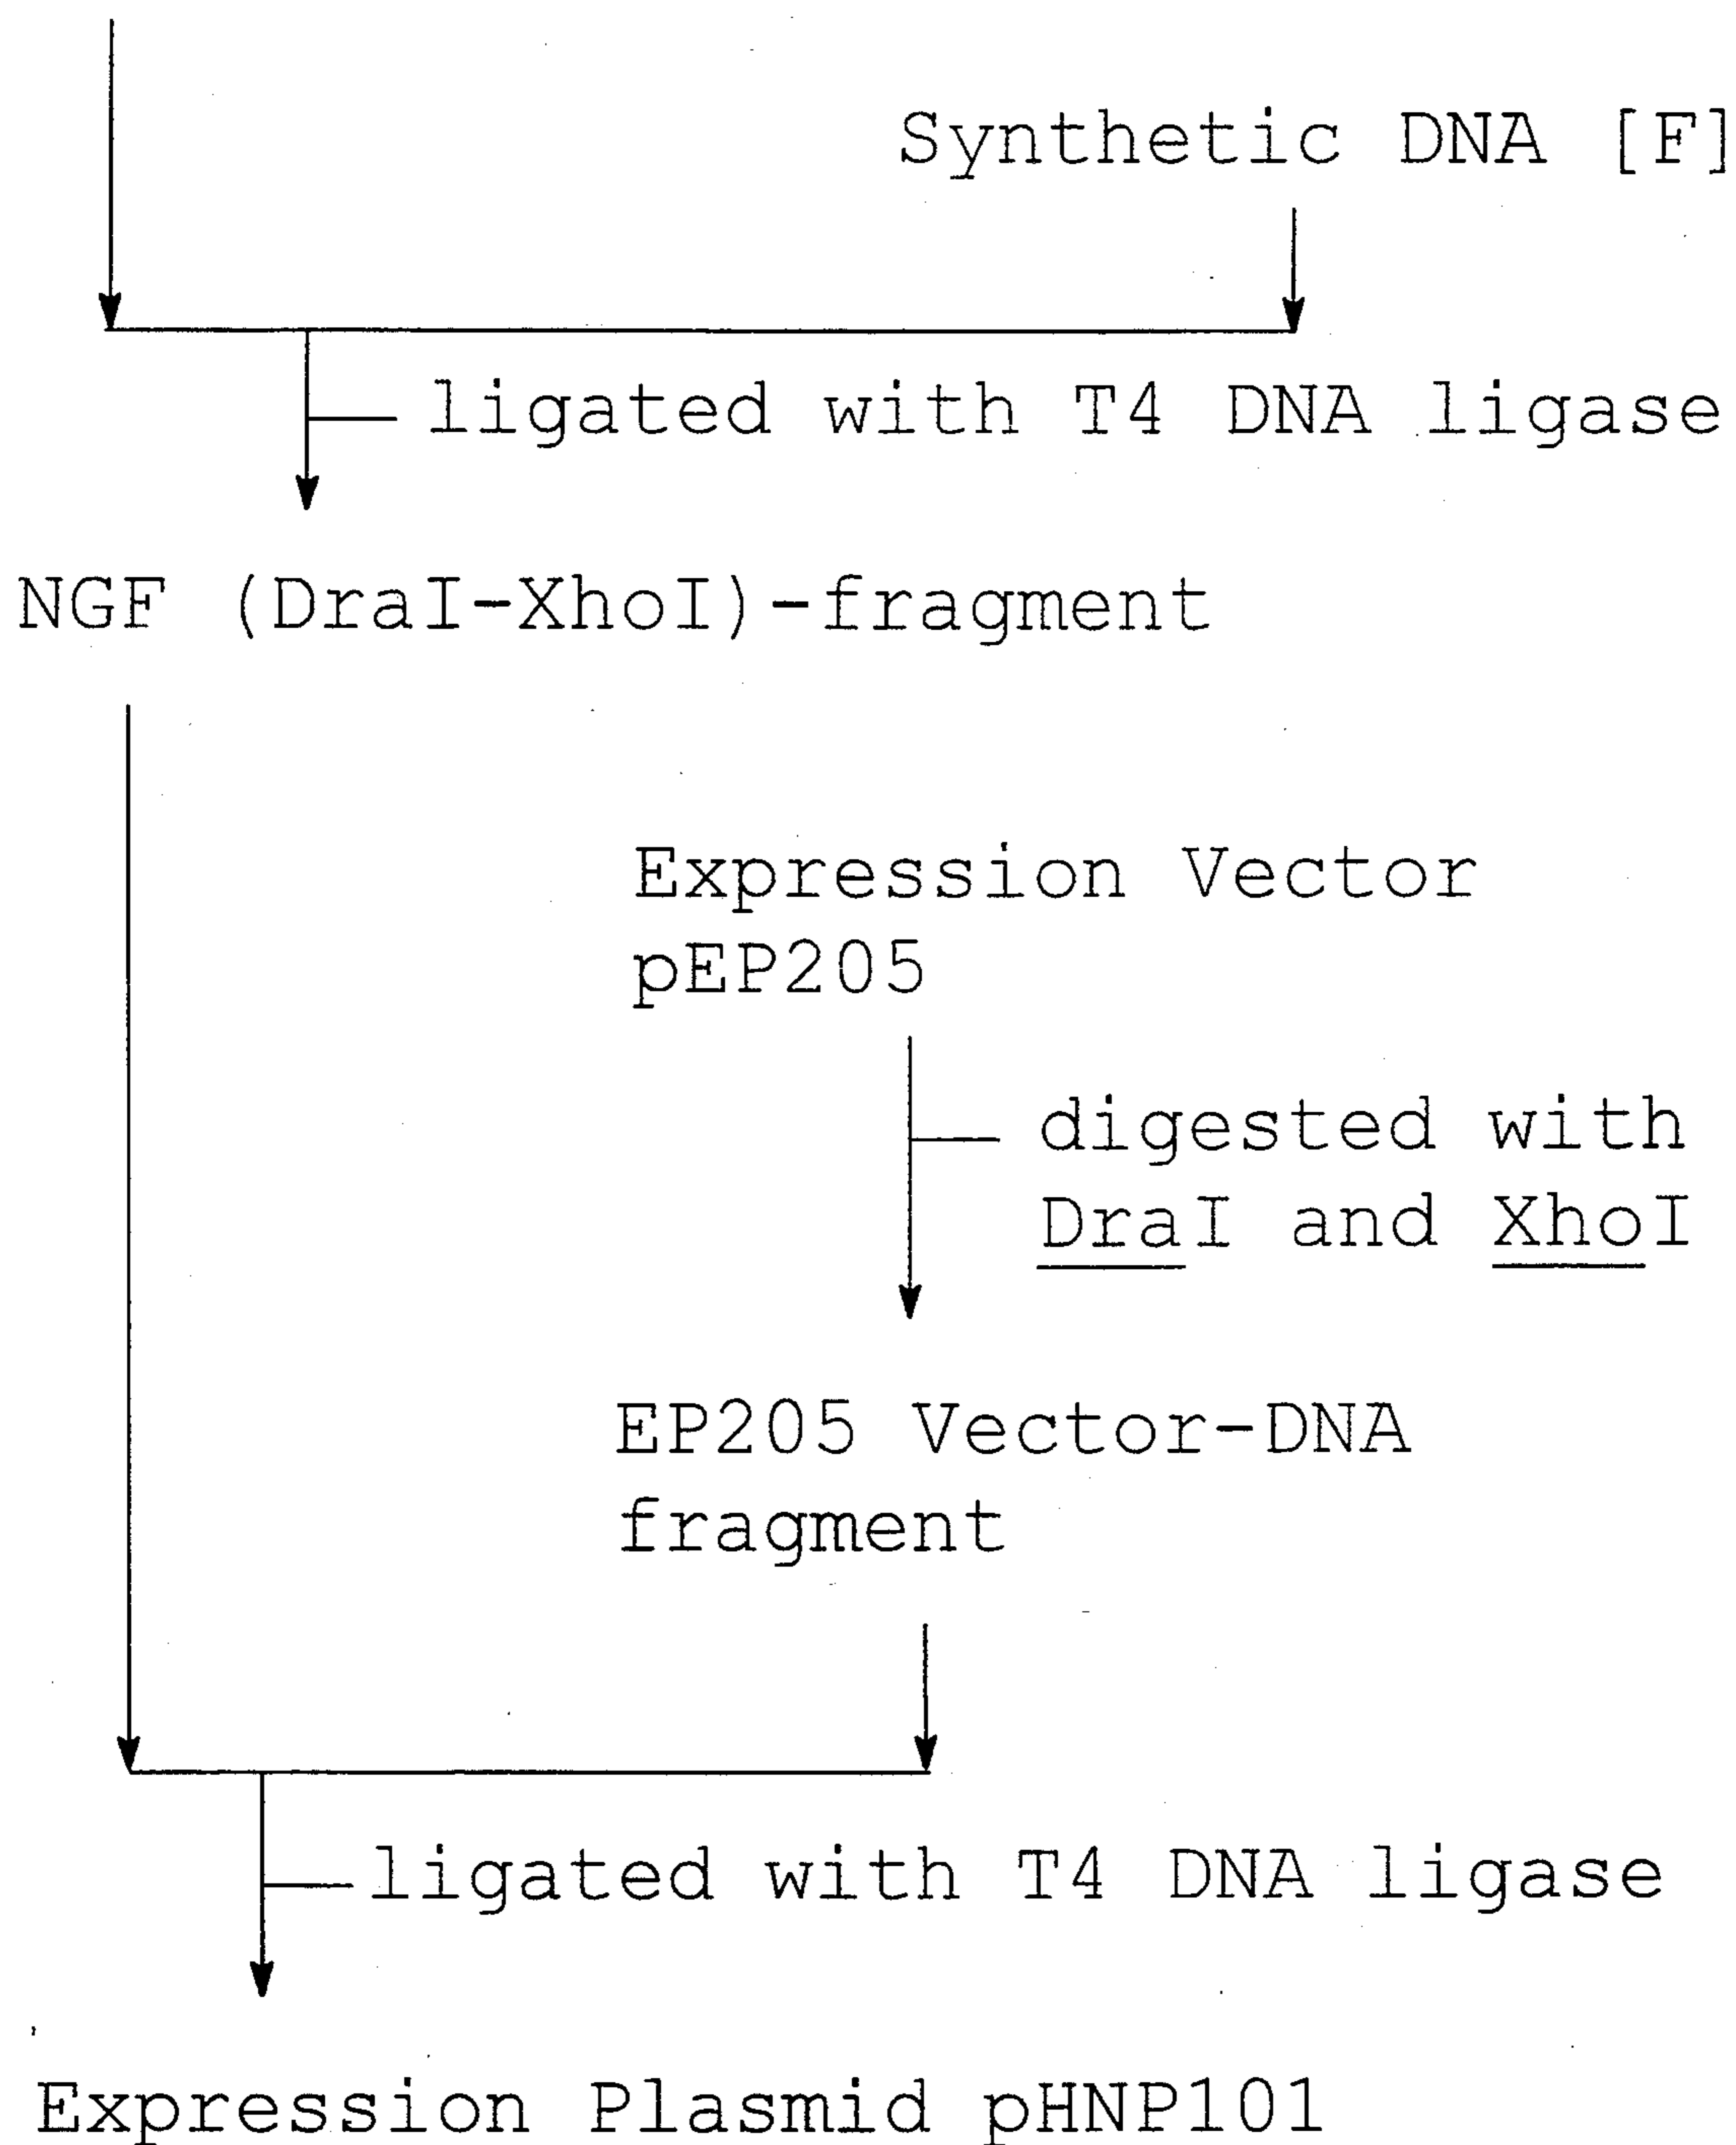 Synthetic DNA [F]
ligated with T4 DNA ligase
NGF (DraI-XhoI)-fragment
Expression Vector
pEP205
digested with
DraI and XhoI
EP205 Vector-DNA
fragment
ligated with T4 DNA ligase
Expression Plasmid pHNP101